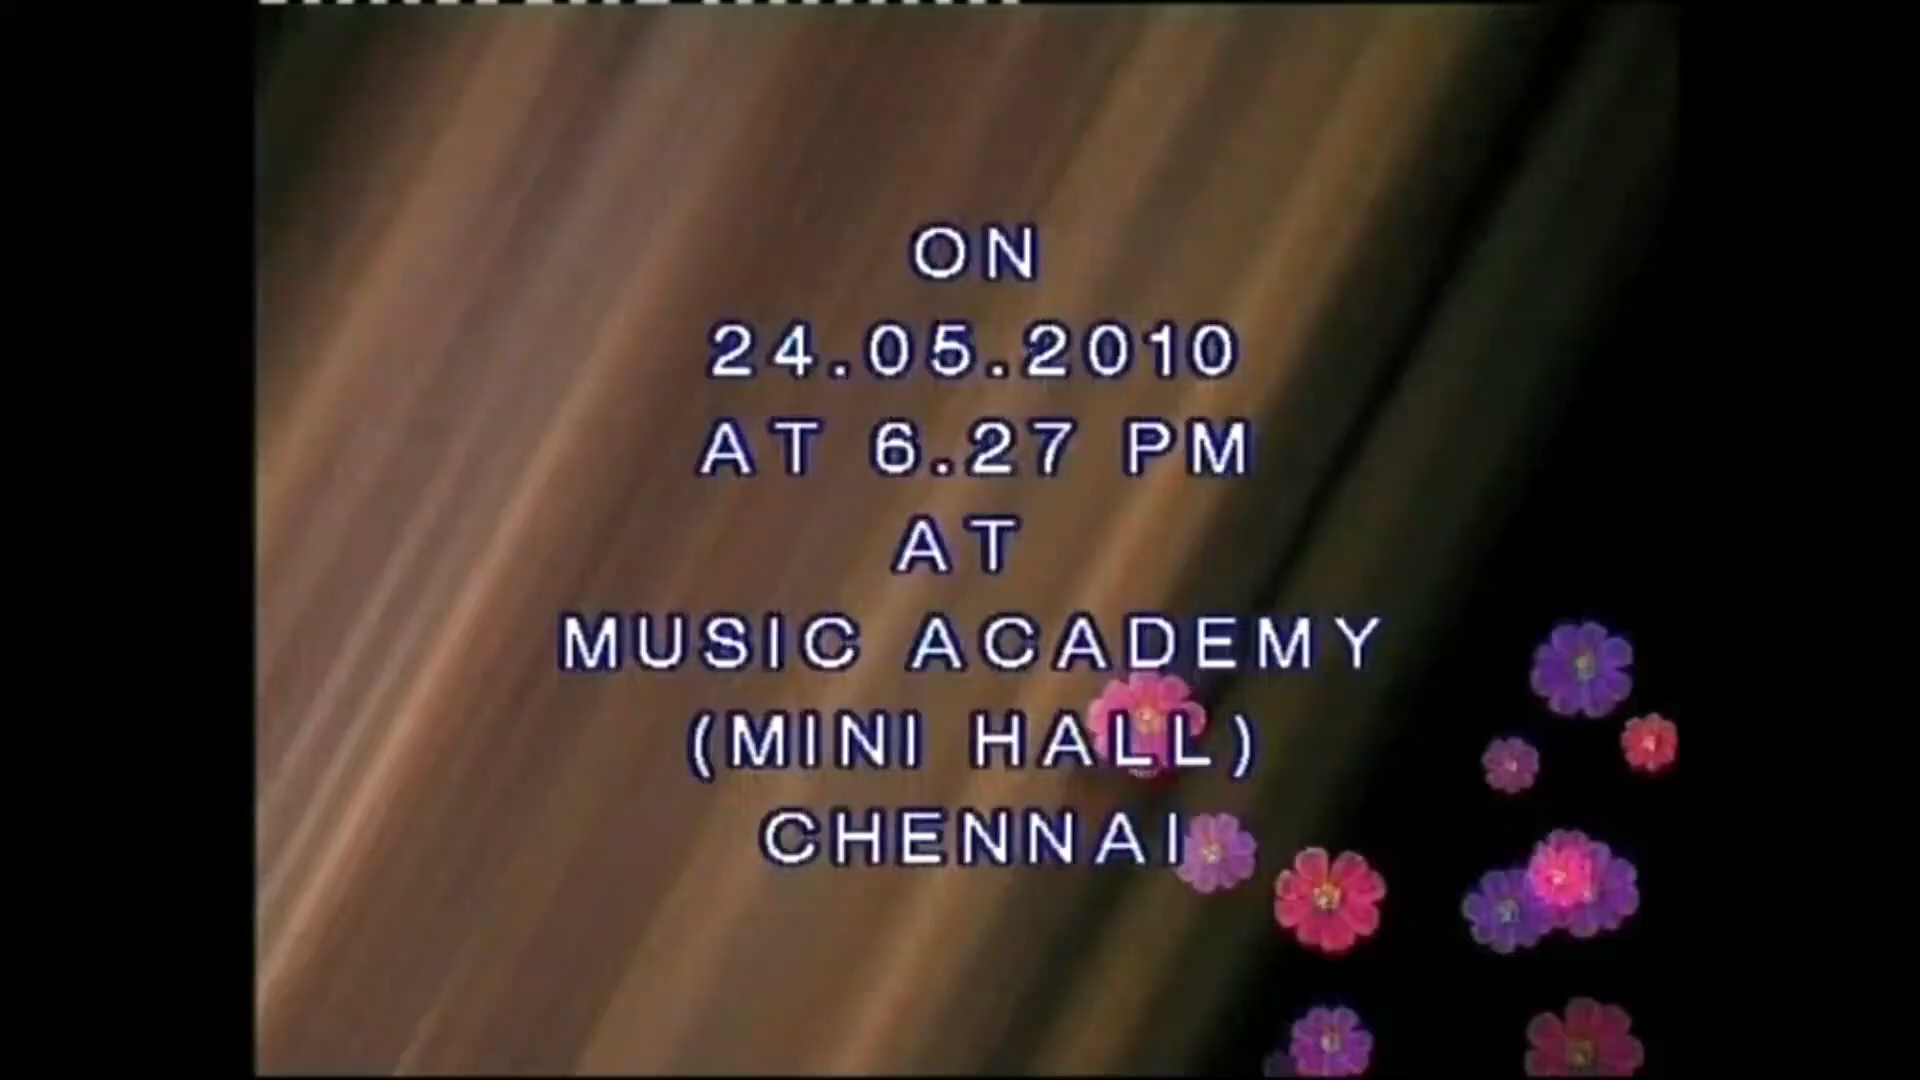 ON
24.05.2010
AT 6.27 PM
AT
MUSIC ACADEMY
(MINI HALL)
CHENNAI